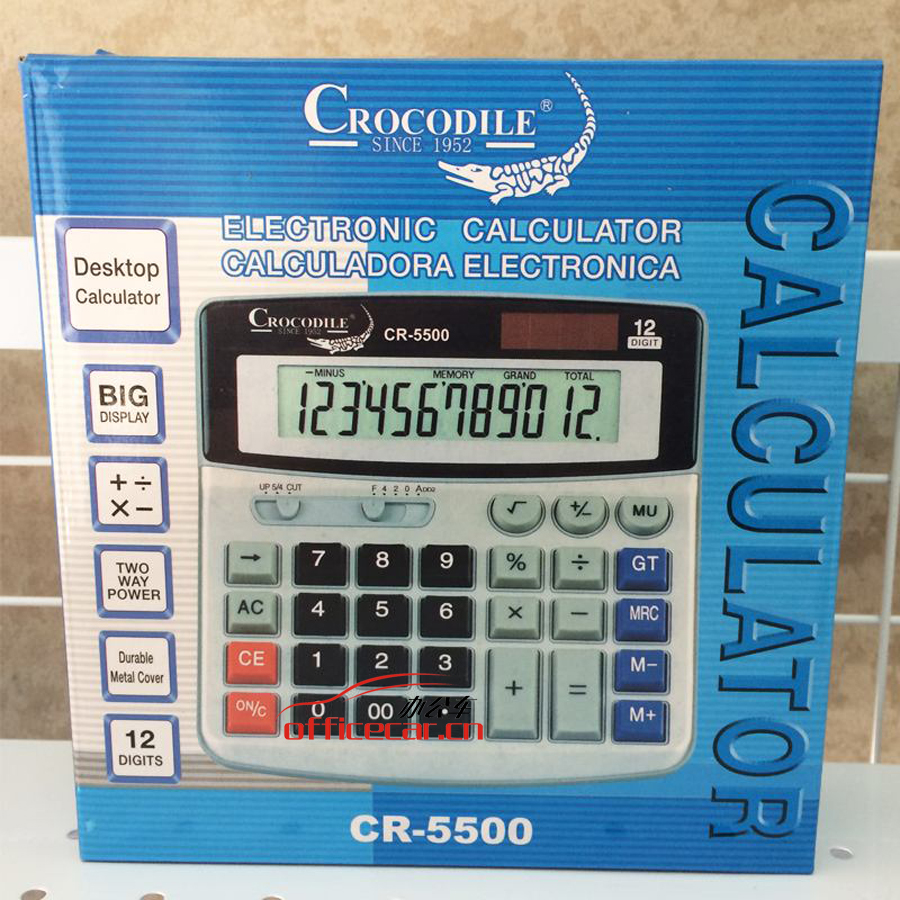 CROCODILE®
SINCE 1952
ELECTRONIC CALCULATOR
CALCULADORA ELECTRONICA
CALCULATOR
Desktop
Calculator
BIG
DISPLAY
+ ÷
× −
TWO
WAY
POWER
Durable
Metal Cover
12
DIGITS
CROCODILE®
SINCE 1952
CR-5500
12
DIGIT
−MINUS MEMORY GRAND TOTAL
123456789012.
UP 5/4 CUT F 4 2 0 ADD2
√ +/− MU
→ 7 8 9 % ÷ GT
AC 4 5 6 × − MRC
CE 1 2 3 + = M−
ON/C 0 00 . M+
办公车
officecar.cn
CR-5500